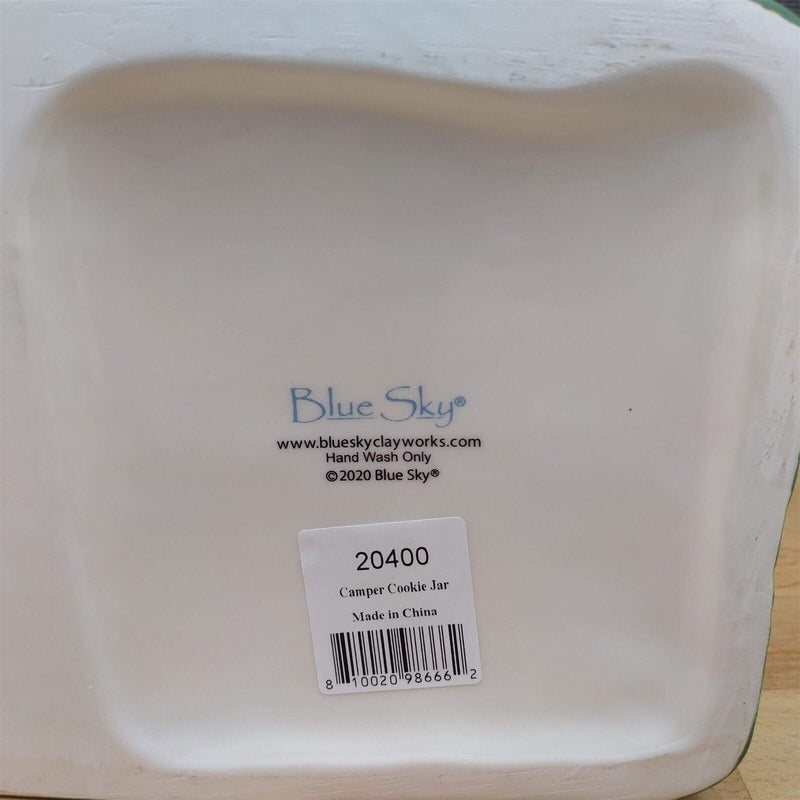 Blue Sky®
www.blueskyclayworks.com
Hand Wash Only
©2020 Blue Sky®
20400
Camper Cookie Jar
Made in China
8 10020 98666 2